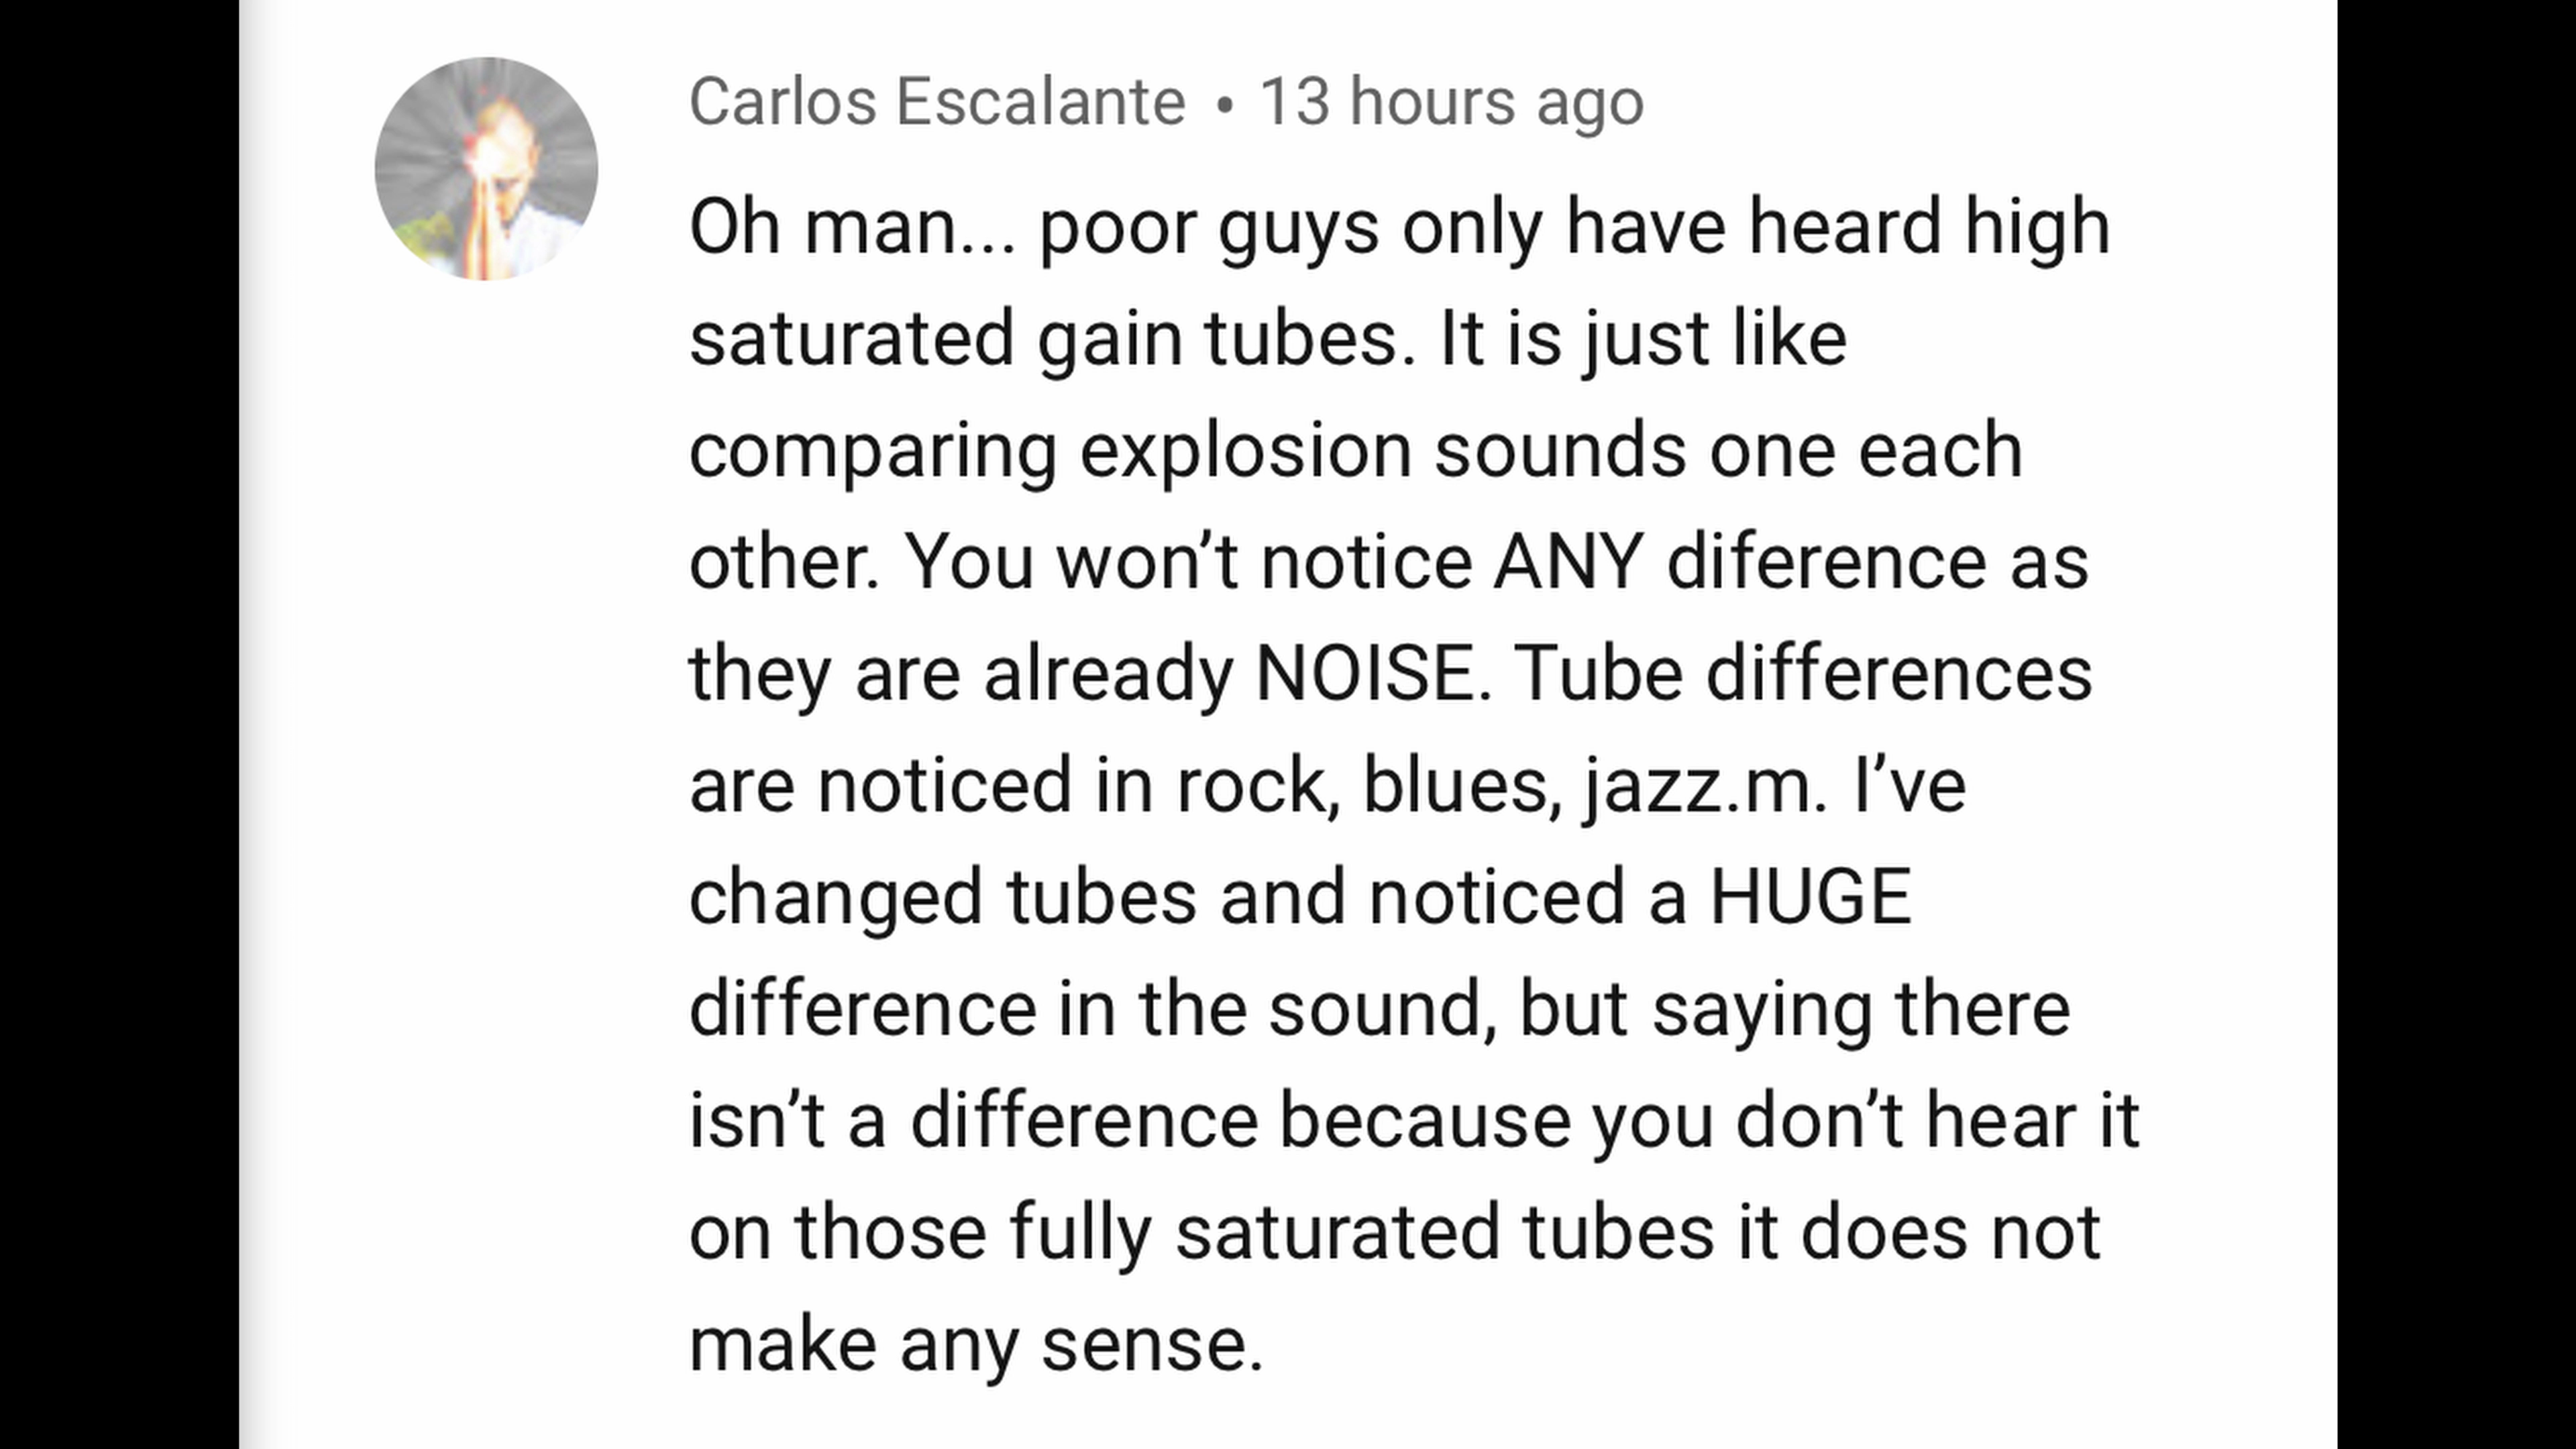 Carlos Escalante • 13 hours ago
Oh man... poor guys only have heard high
saturated gain tubes. It is just like
comparing explosion sounds one each
other. You won’t notice ANY diference as
they are already NOISE. Tube differences
are noticed in rock, blues, jazz.m. I’ve
changed tubes and noticed a HUGE
difference in the sound, but saying there
isn’t a difference because you don’t hear it
on those fully saturated tubes it does not
make any sense.